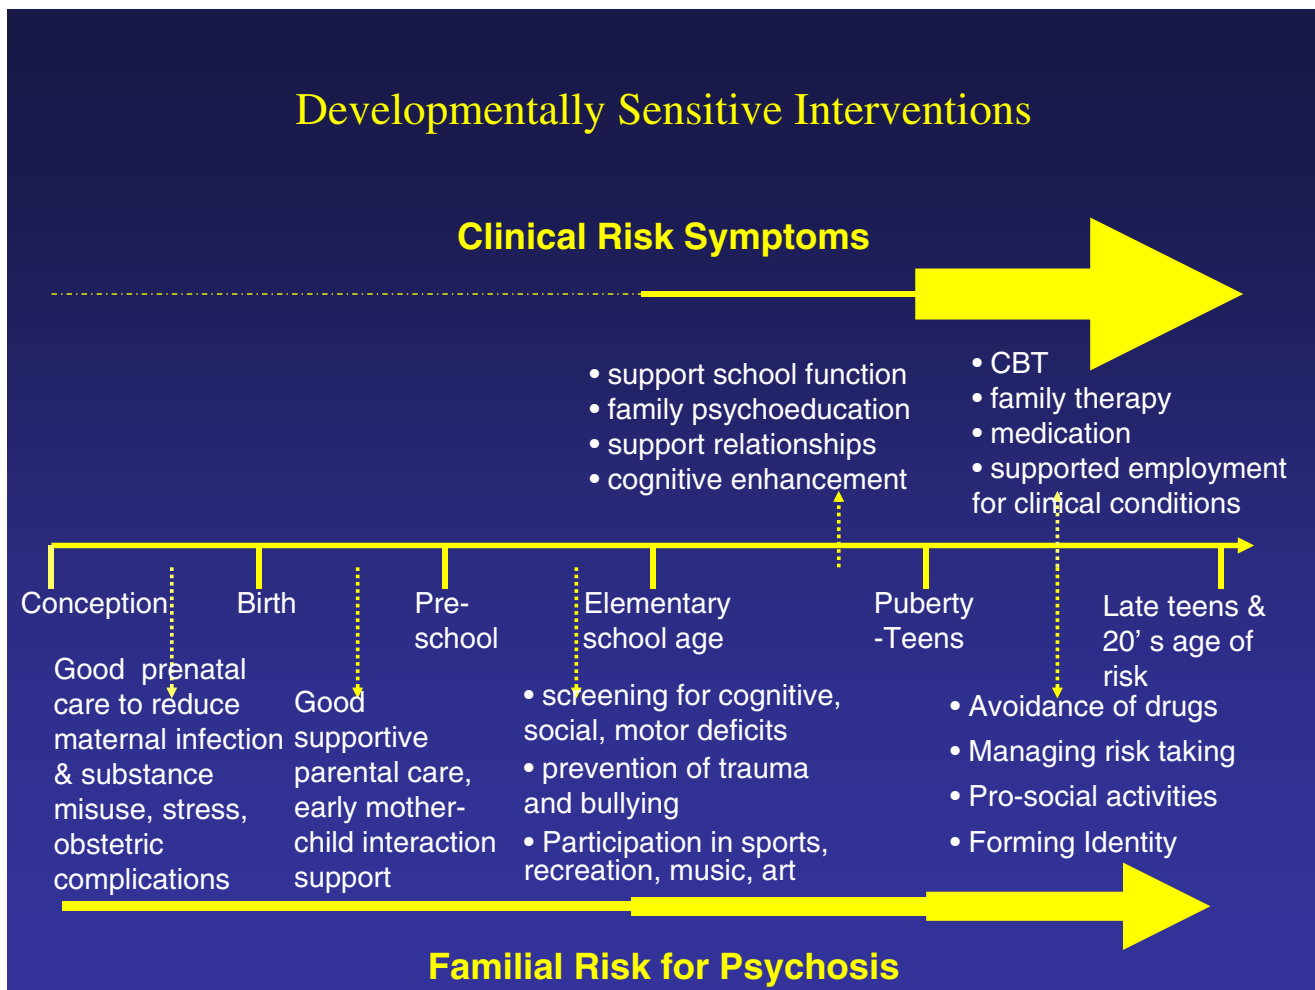 Developmentally Sensitive Interventions
Clinical Risk Symptoms
• support school function
• family psychoeducation
• support relationships
• cognitive enhancement
• CBT
• family therapy
• medication
• supported employment
for clinical conditions
Conception
Birth
Pre-
school
Elementary
school age
Puberty
-Teens
Late teens &
20’ s age of
risk
Good prenatal
care to reduce
maternal infection
& substance
misuse, stress,
obstetric
complications
Good
supportive
parental care,
early mother-
child interaction
support
• screening for cognitive,
social, motor deficits
• prevention of trauma
and bullying
• Participation in sports,
recreation, music, art
• Avoidance of drugs
• Managing risk taking
• Pro-social activities
• Forming Identity
Familial Risk for Psychosis